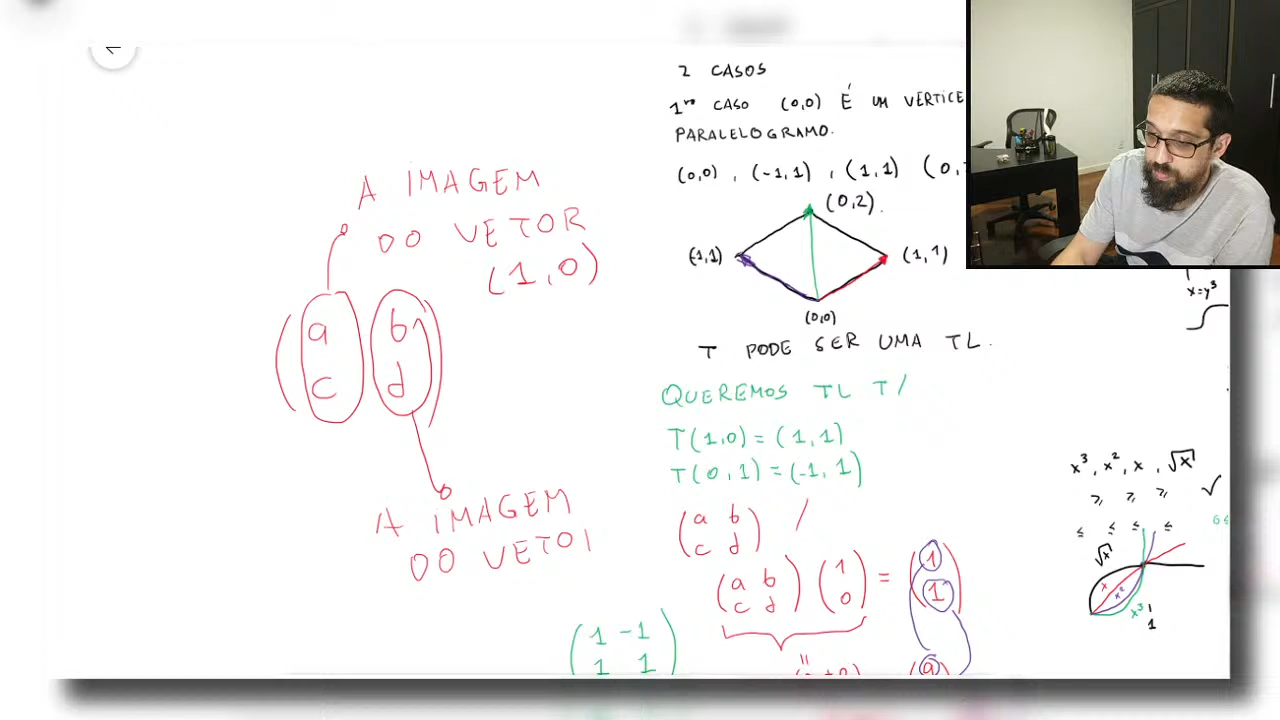 A IMAGEM
DO VETOR
(1,0)
(a b
c d)
A IMAGEM
DO VETO
2 CASOS
1º CASO (0,0) É UM VÉRTICE
PARALELOGRAMO.
(0,0), (-1,1), (1,1) (0,
(0,2).
(-1,1)
(1,1)
(0,0)
T PODE SER UMA TL.
QUEREMOS TL T/
T(1,0)=(1,1)
T(0,1)=(-1,1)
(a b
c d) /
(a b
c d) (1
0) = (1
1)
(1 -1
1 1
(a
x=y³
x³, x², x, √x
≥ ≥ ≥ ✓
≤ ≤ ≤ ≤
√x
x
x²
x³
1